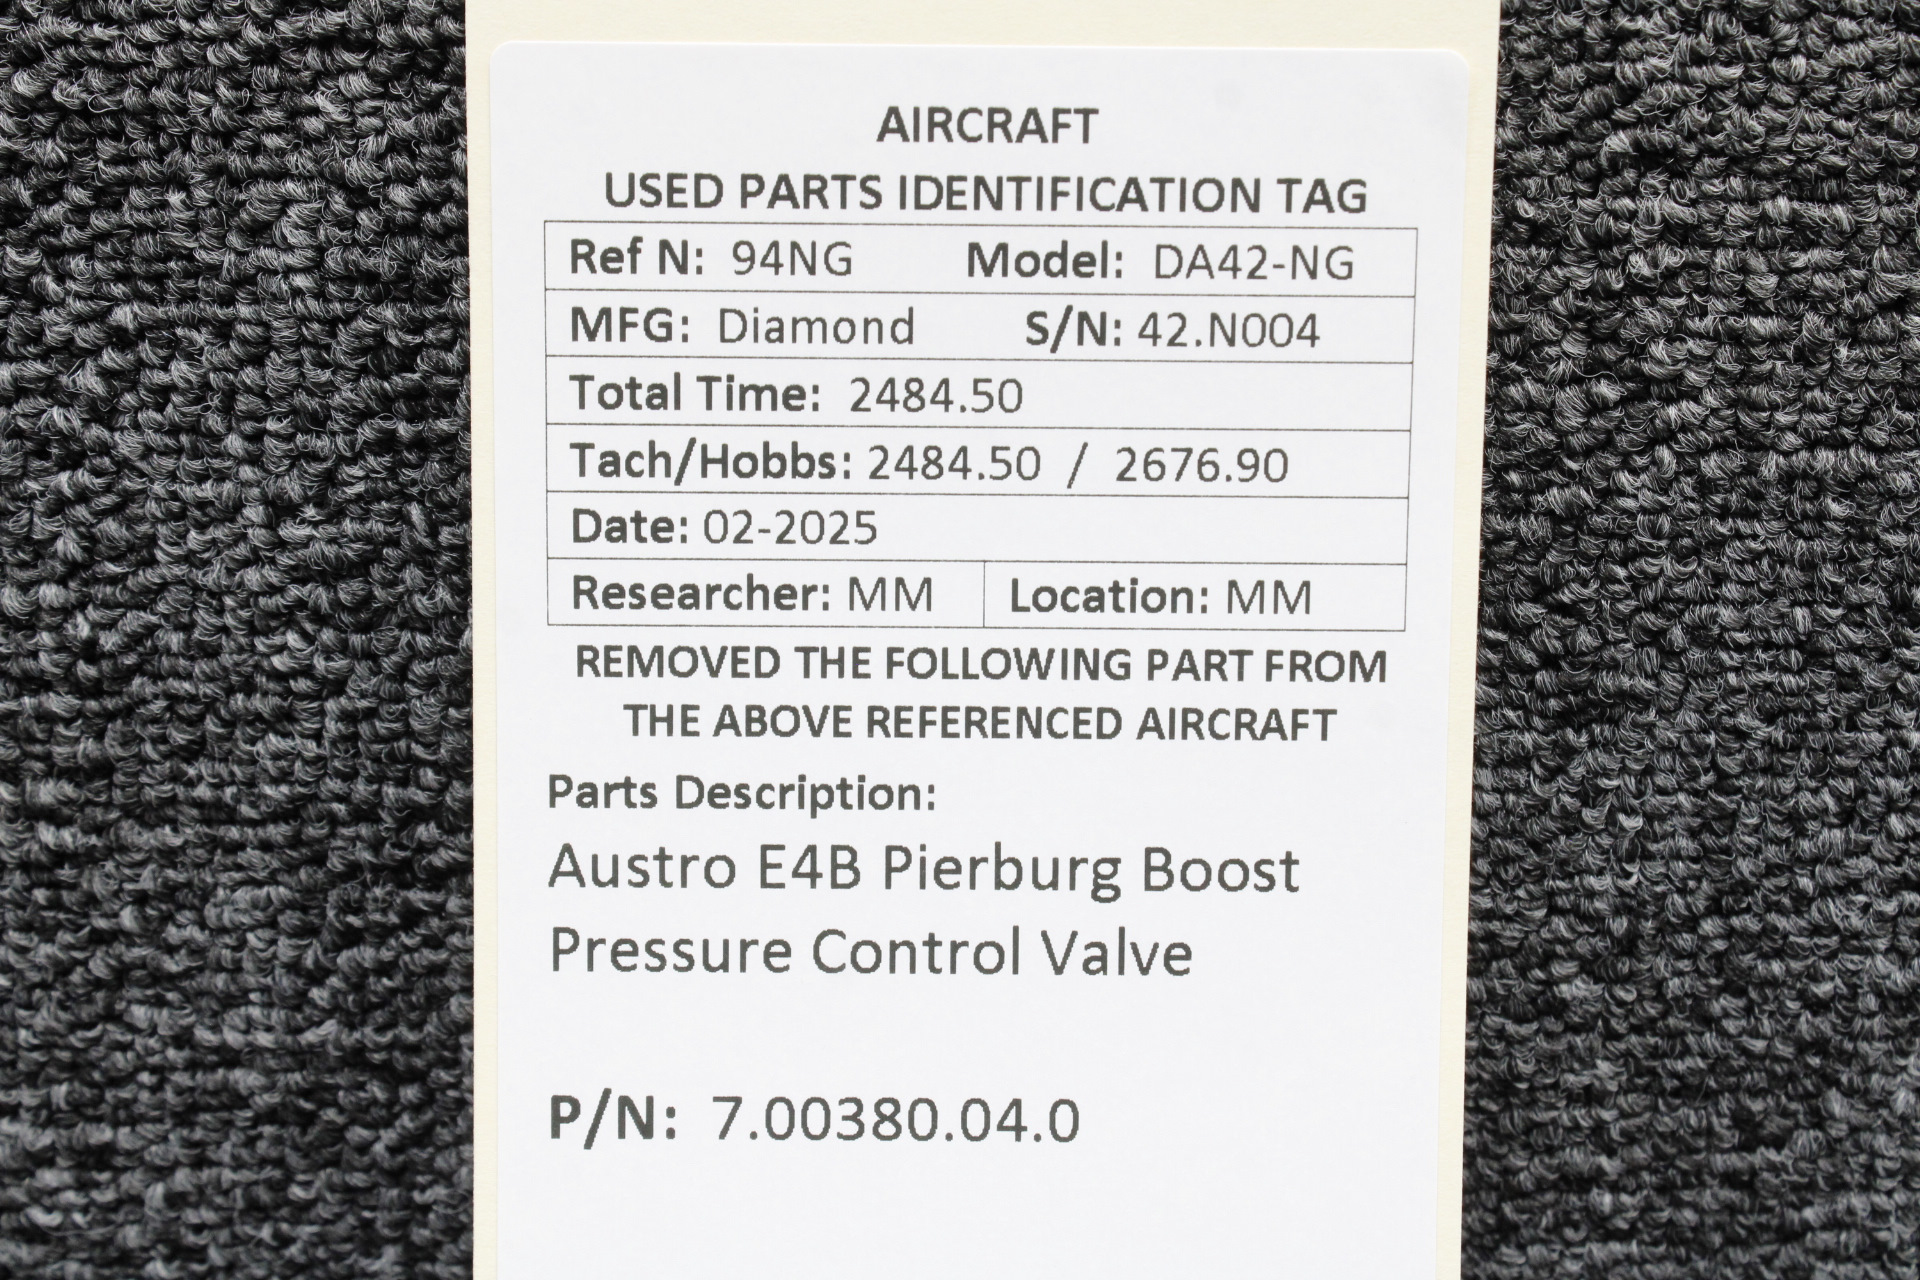 AIRCRAFT
USED PARTS IDENTIFICATION TAG
Ref N: 94NG Model: DA42-NG
MFG: Diamond S/N: 42.N004
Total Time: 2484.50
Tach/Hobbs: 2484.50 / 2676.90
Date: 02-2025
Researcher: MM Location: MM
REMOVED THE FOLLOWING PART FROM
THE ABOVE REFERENCED AIRCRAFT
Parts Description:
Austro E4B Pierburg Boost
Pressure Control Valve
P/N: 7.00380.04.0